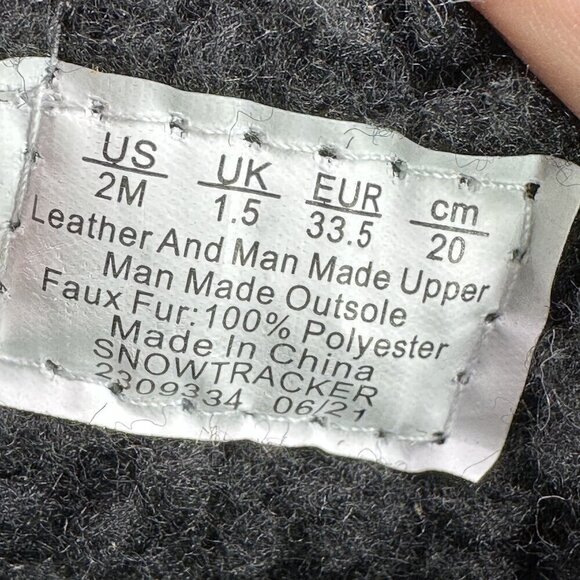 US UK EUR cm
2M 1.5 33.5 20
Leather And Man Made Upper
Man Made Outsole
Faux Fur: 100% Polyester
Made In China
SNOWTRACKER
2309334 06/21